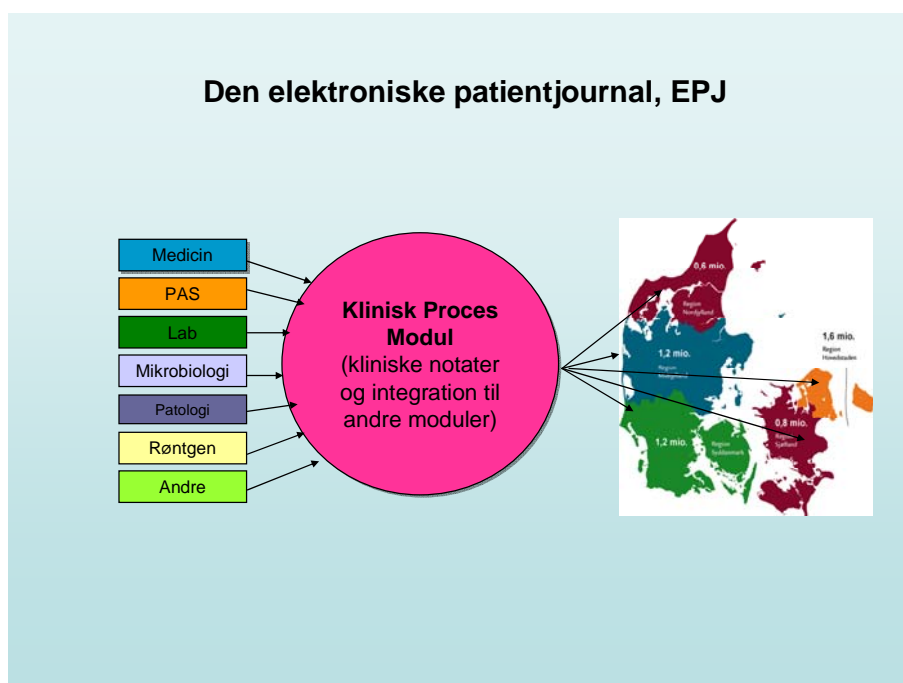 Den elektroniske patientjournal, EPJ
Medicin
PAS
Lab
Mikrobiologi
Patologi
Røntgen
Andre
Klinisk Proces
Modul
(kliniske notater
og integration til
andre moduler)
0,6 mio.
Region
Nordjylland
1,2 mio.
Region
1,6 mio.
Region
Hovedstaden
0,8 mio.
Region
Sjælland
1,2 mio.
Region
Syddanmark